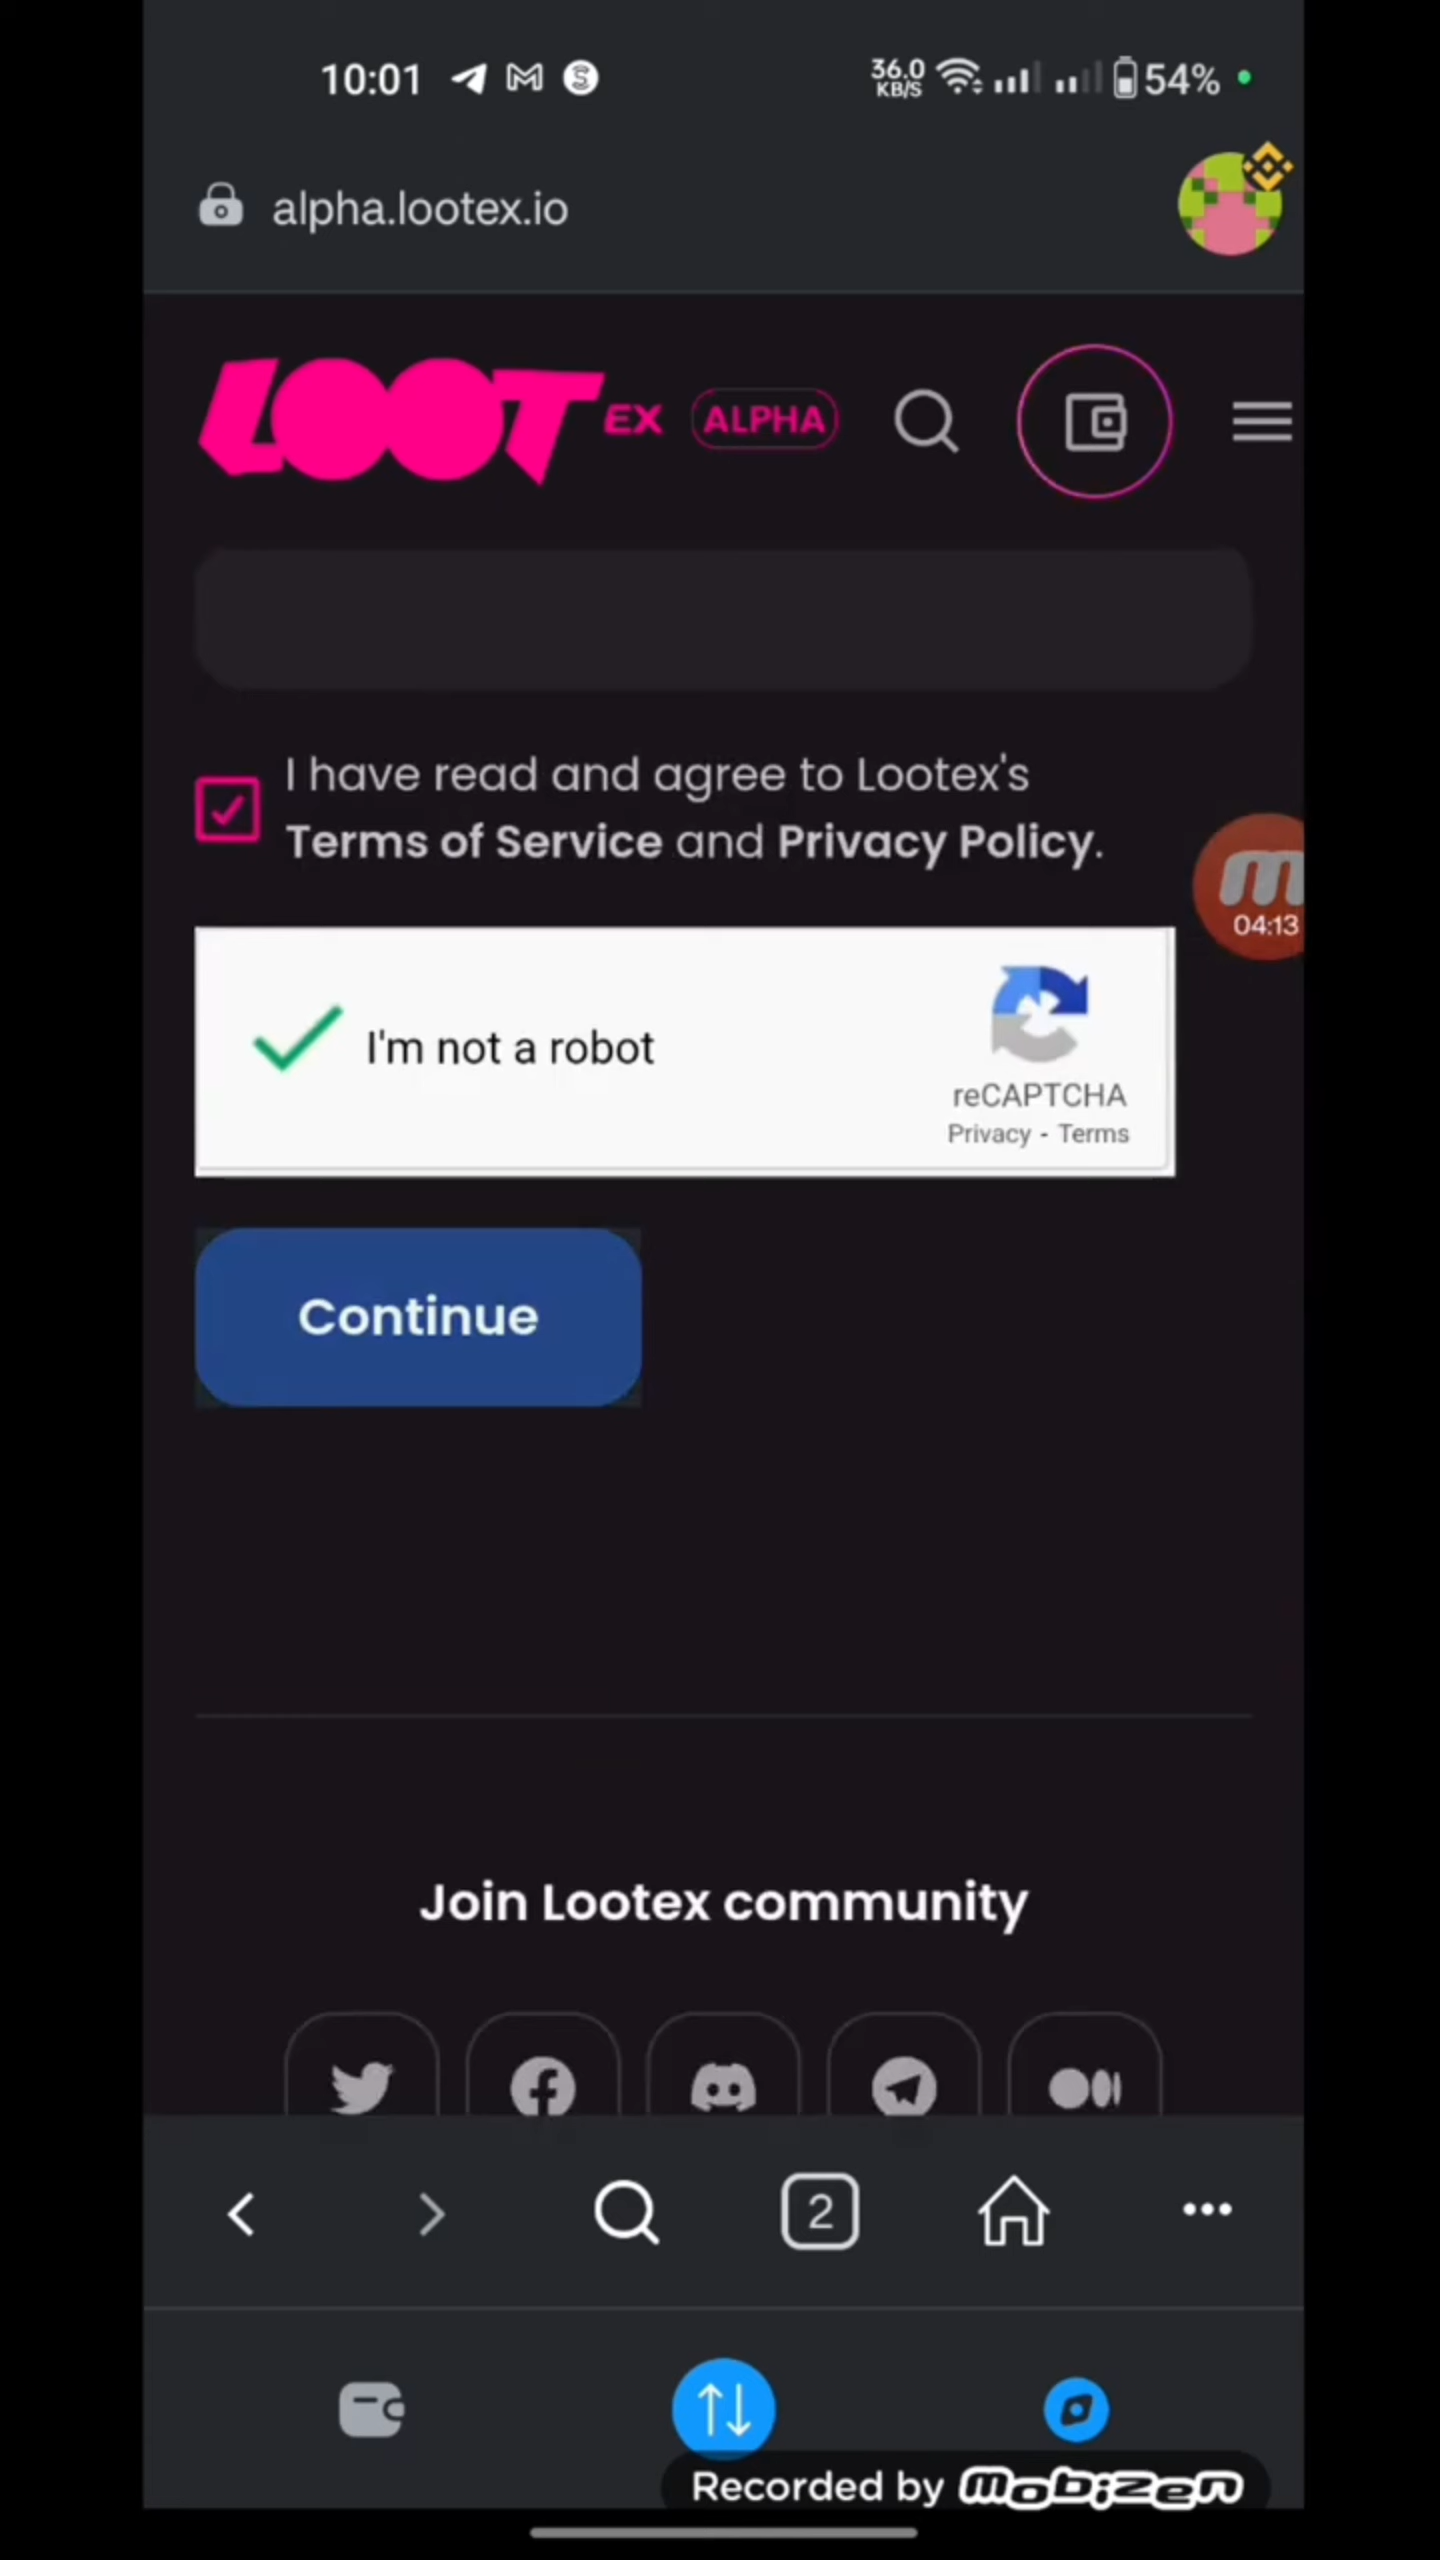 10:01
36.0
KB/S
54%
alpha.lootex.io
LOOT EX ALPHA
I have read and agree to Lootex's
Terms of Service and Privacy Policy.
04:13
I'm not a robot
reCAPTCHA
Privacy - Terms
Continue
Join Lootex community
2
Recorded by mobizen